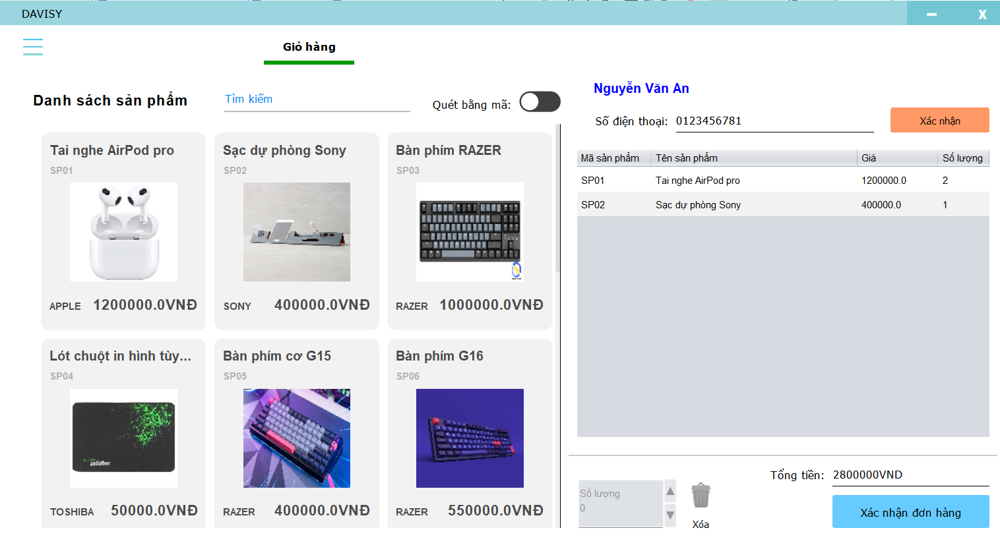 DAVISY
X
Giỏ hàng
Danh sách sản phẩm
Tìm kiếm
Quét bằng mã:
Tai nghe AirPod pro
SP01
APPLE 1200000.0VNĐ
Sạc dự phòng Sony
SP02
SONY 400000.0VNĐ
Bàn phím RAZER
SP03
RAZER 1000000.0VNĐ
Lót chuột in hình tùy...
SP04
TOSHIBA 50000.0VNĐ
Bàn phím cơ G15
SP05
RAZER 400000.0VNĐ
Bàn phím G16
SP06
RAZER 550000.0VNĐ
Nguyễn Văn An
Số điện thoại: 0123456781
Xác nhận
Mã sản phẩm Tên sản phẩm Giá Số lượng
SP01 Tai nghe AirPod pro 1200000.0 2
SP02 Sạc dự phòng Sony 400000.0 1
Số lượng
0
Xóa
Tổng tiền: 2800000VND
Xác nhận đơn hàng